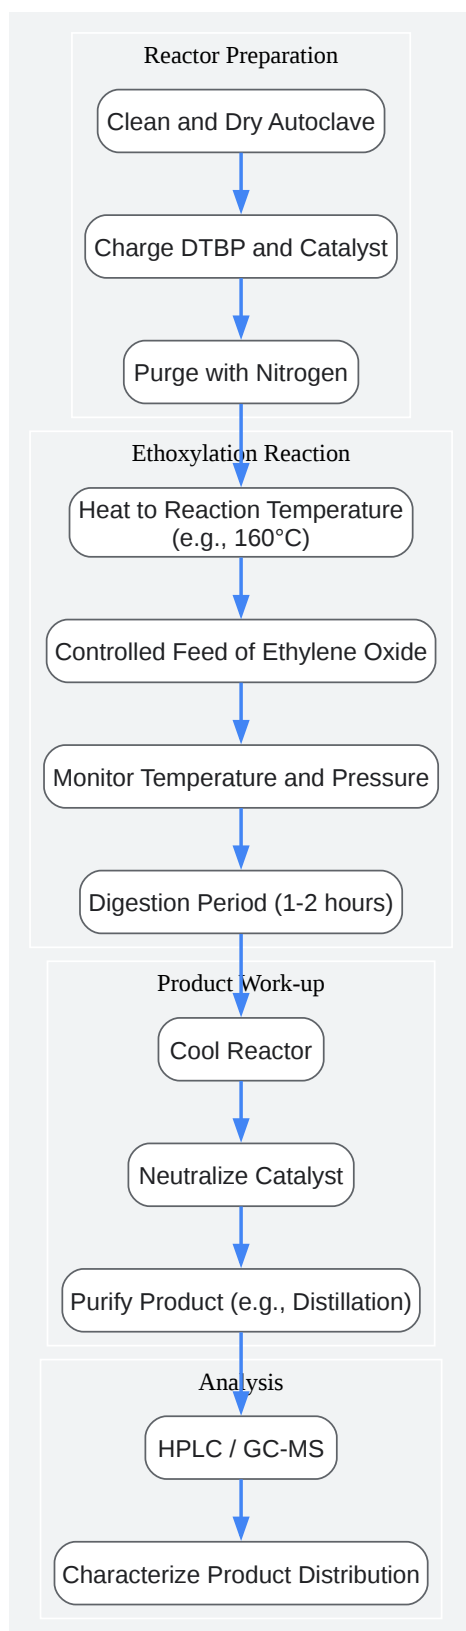 Reactor Preparation
Clean and Dry Autoclave
Charge DTBP and Catalyst
Purge with Nitrogen
Ethoxylation Reaction
Heat to Reaction Temperature
(e.g., 160°C)
Controlled Feed of Ethylene Oxide
Monitor Temperature and Pressure
Digestion Period (1-2 hours)
Product Work-up
Cool Reactor
Neutralize Catalyst
Purify Product (e.g., Distillation)
Analysis
HPLC / GC-MS
Characterize Product Distribution